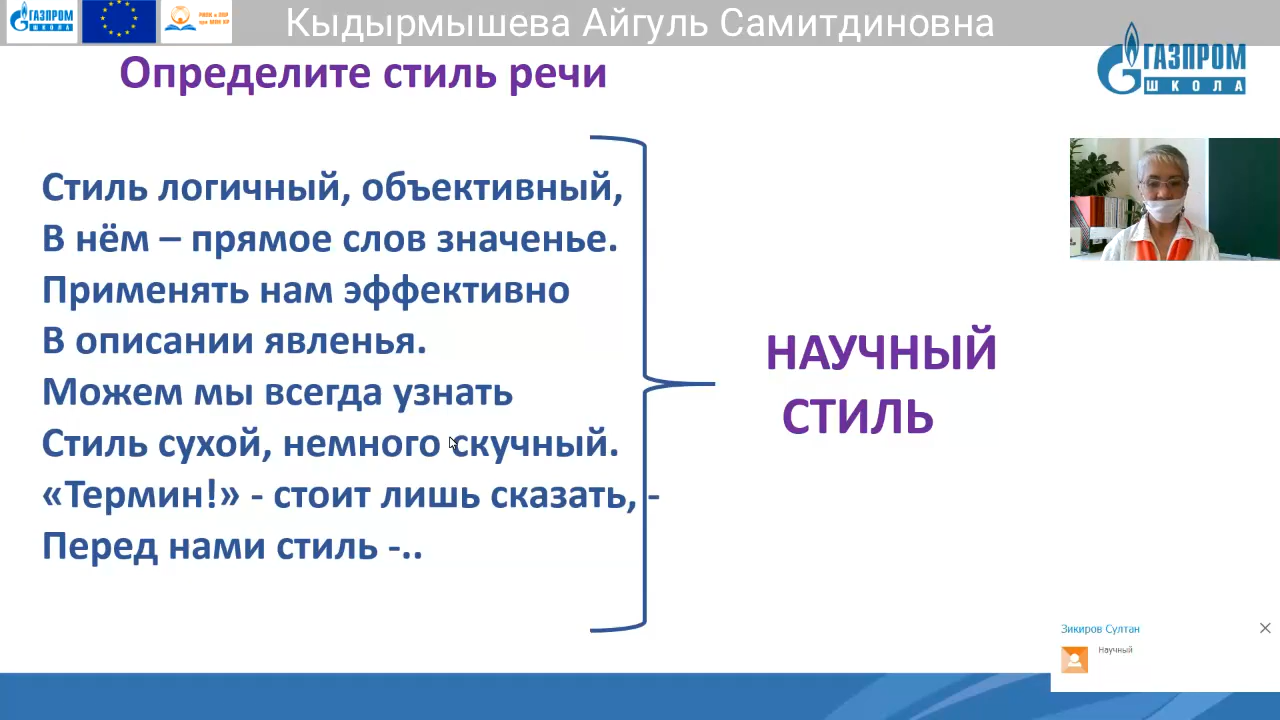 ГАЗПРОМ
ШКОЛА
Кыдырмышева Айгуль Самитдиновна
Определите стиль речи
ГАЗПРОМ
ШКОЛА
Стиль логичный, объективный,
В нём – прямое слов значенье.
Применять нам эффективно
В описании явленья.
Можем мы всегда узнать
Стиль сухой, немного скучный.
«Термин!» - стоит лишь сказать, -
Перед нами стиль -..
НАУЧНЫЙ
СТИЛЬ
Зикиров Султан
Научный